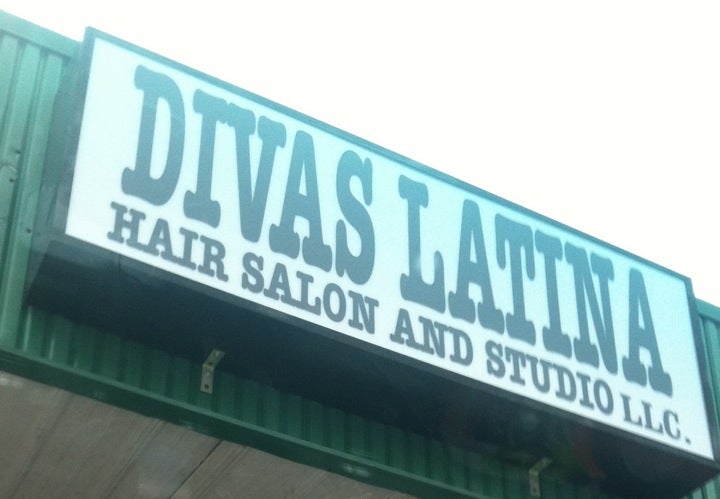 DIVAS LATINA
HAIR SALON AND STUDIO LLC.